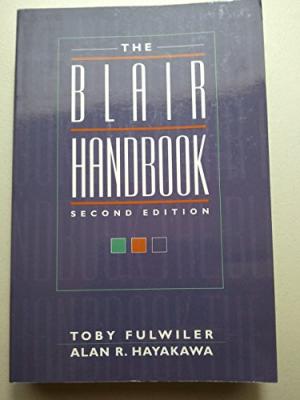 THE
BLAIR
HANDBOOK
SECOND EDITION
TOBY FULWILER
ALAN R. HAYAKAWA